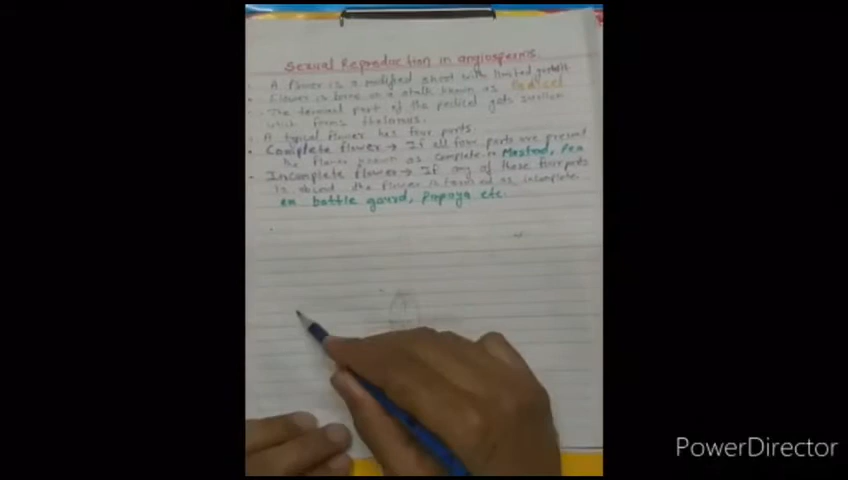 Sexual Reproduction in angiosperms
A flower is a modified shoot with limited growth
Flower is borne on a stalk known as Pedicel
The terminal part of the pedicel gets swollen
which forms thalamus.
A typical flower has four parts.
Complete flower → If all four parts are present
the flower known as complete. ex Mastad, Pea
Incomplete flower → If any of these four parts
is absent the flower is termed as incomplete.
ex bottle gourd, Papaya etc.
PowerDirector